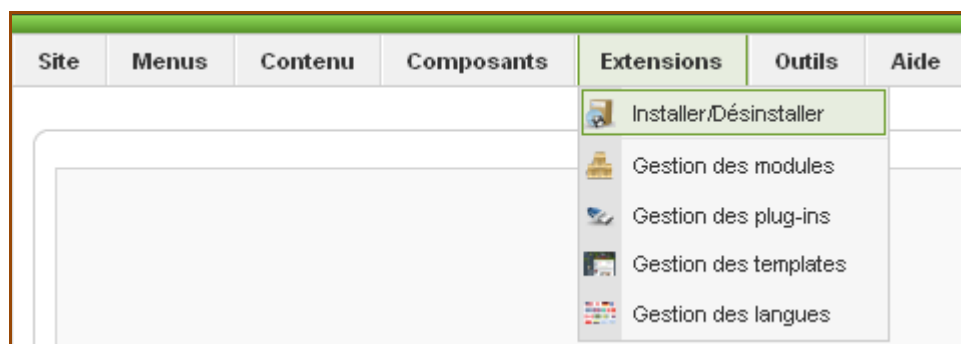 Site Menus Contenu Composants Extensions Outils Aide
Installer/Désinstaller
Gestion des modules
Gestion des plug-ins
Gestion des templates
Gestion des langues